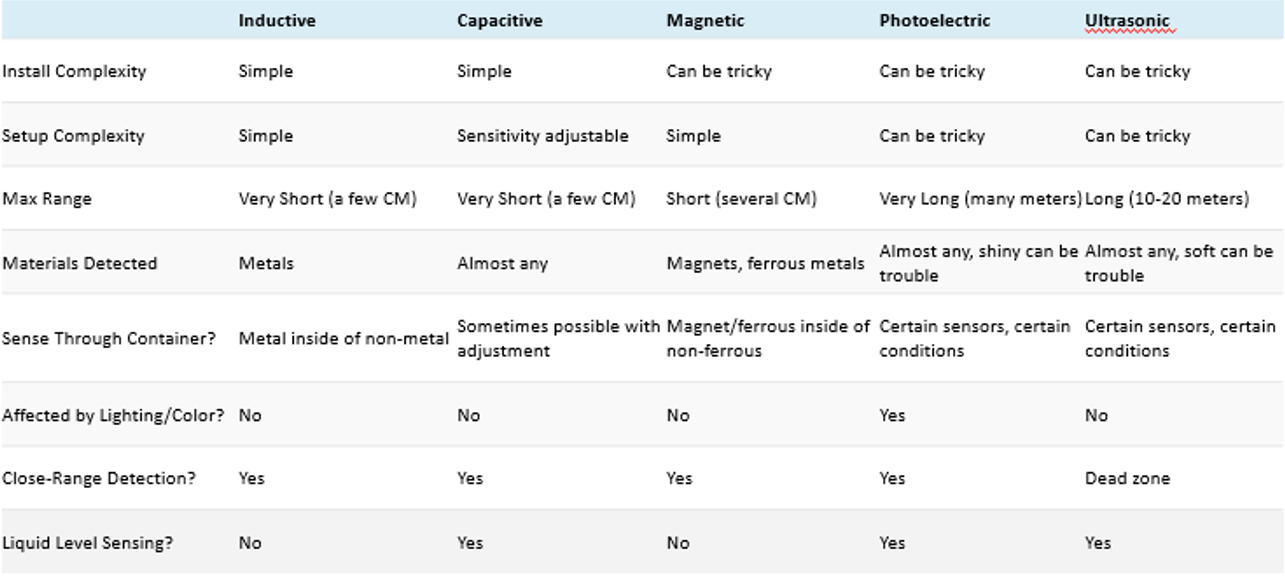 Inductive Capacitive Magnetic Photoelectric Ultrasonic
Install Complexity Simple Simple Can be tricky Can be tricky Can be tricky
Setup Complexity Simple Sensitivity adjustable Simple Can be tricky Can be tricky
Max Range Very Short (a few CM) Very Short (a few CM) Short (several CM) Very Long (many meters) Long (10-20 meters)
Materials Detected Metals Almost any Magnets, ferrous metals Almost any, shiny can be Almost any, soft can be
trouble trouble
Sense Through Container? Metal inside of non-metal Sometimes possible with Magnet/ferrous inside of Certain sensors, certain Certain sensors, certain
adjustment non-ferrous conditions conditions
Affected by Lighting/Color? No No No Yes No
Close-Range Detection? Yes Yes Yes Yes Dead zone
Liquid Level Sensing? No Yes No Yes Yes